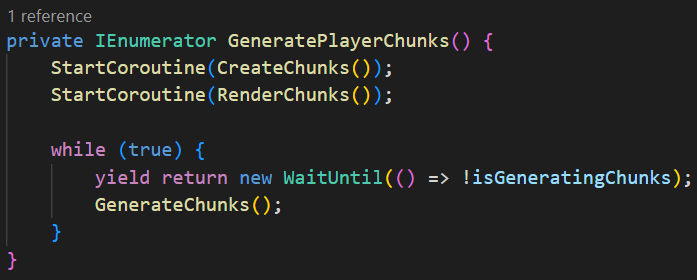 1 reference
private IEnumerator GeneratePlayerChunks() {
    StartCoroutine(CreateChunks());
    StartCoroutine(RenderChunks());

    while (true) {
        yield return new WaitUntil(() => !isGeneratingChunks);
        GenerateChunks();
    }
}